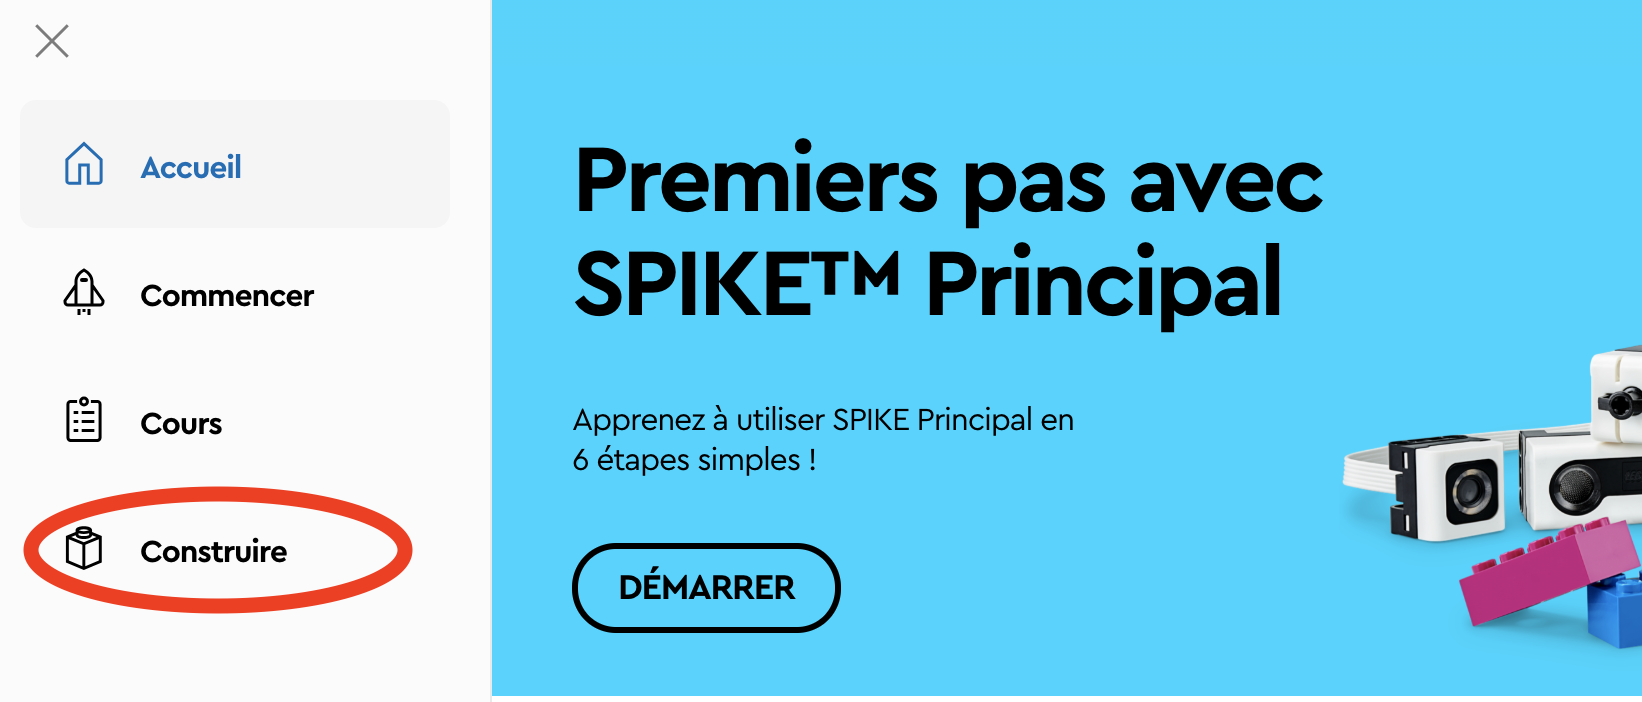 Accueil
Commencer
Cours
Construire
Premiers pas avec
SPIKE™ Principal
Apprenez à utiliser SPIKE Principal en
6 étapes simples !
DÉMARRER